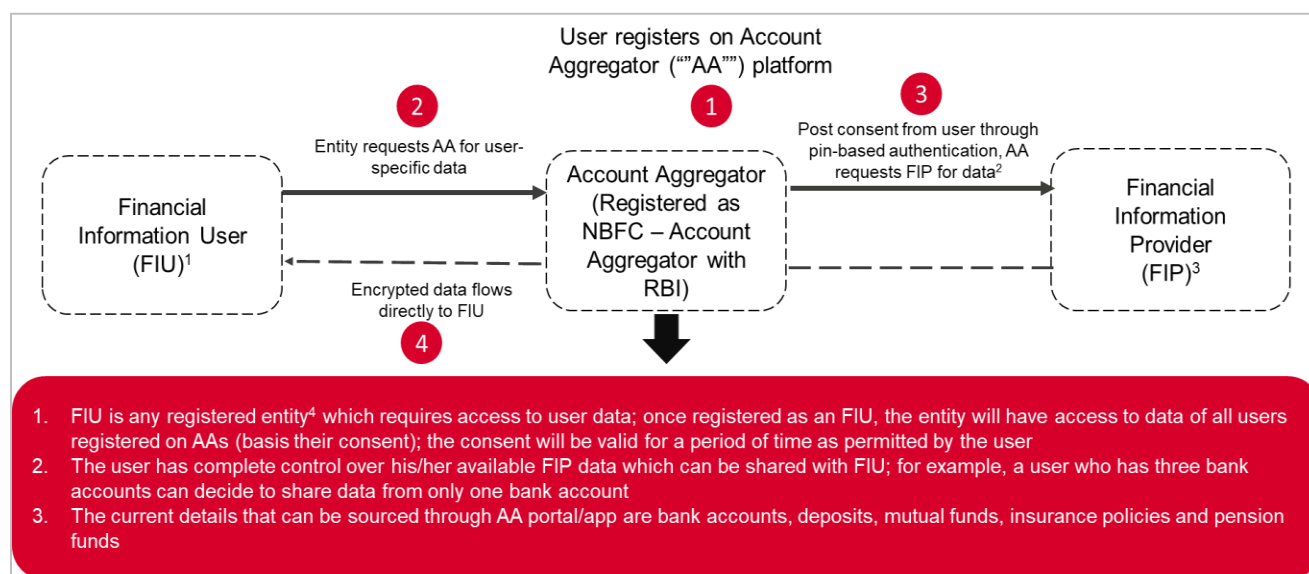 User registers on Account
Aggregator (“”AA””) platform
2
1
3
Entity requests AA for user-
specific data
Post consent from user through
pin-based authentication, AA
requests FIP for data2
Financial
Information User
(FIU)1
Account Aggregator
(Registered as
NBFC – Account
Aggregator with
RBI)
Financial
Information
Provider
(FIP)3
Encrypted data flows
directly to FIU
4
1. FIU is any registered entity4 which requires access to user data; once registered as an FIU, the entity will have access to data of all users
registered on AAs (basis their consent); the consent will be valid for a period of time as permitted by the user
2. The user has complete control over his/her available FIP data which can be shared with FIU; for example, a user who has three bank
accounts can decide to share data from only one bank account
3. The current details that can be sourced through AA portal/app are bank accounts, deposits, mutual funds, insurance policies and pension
funds